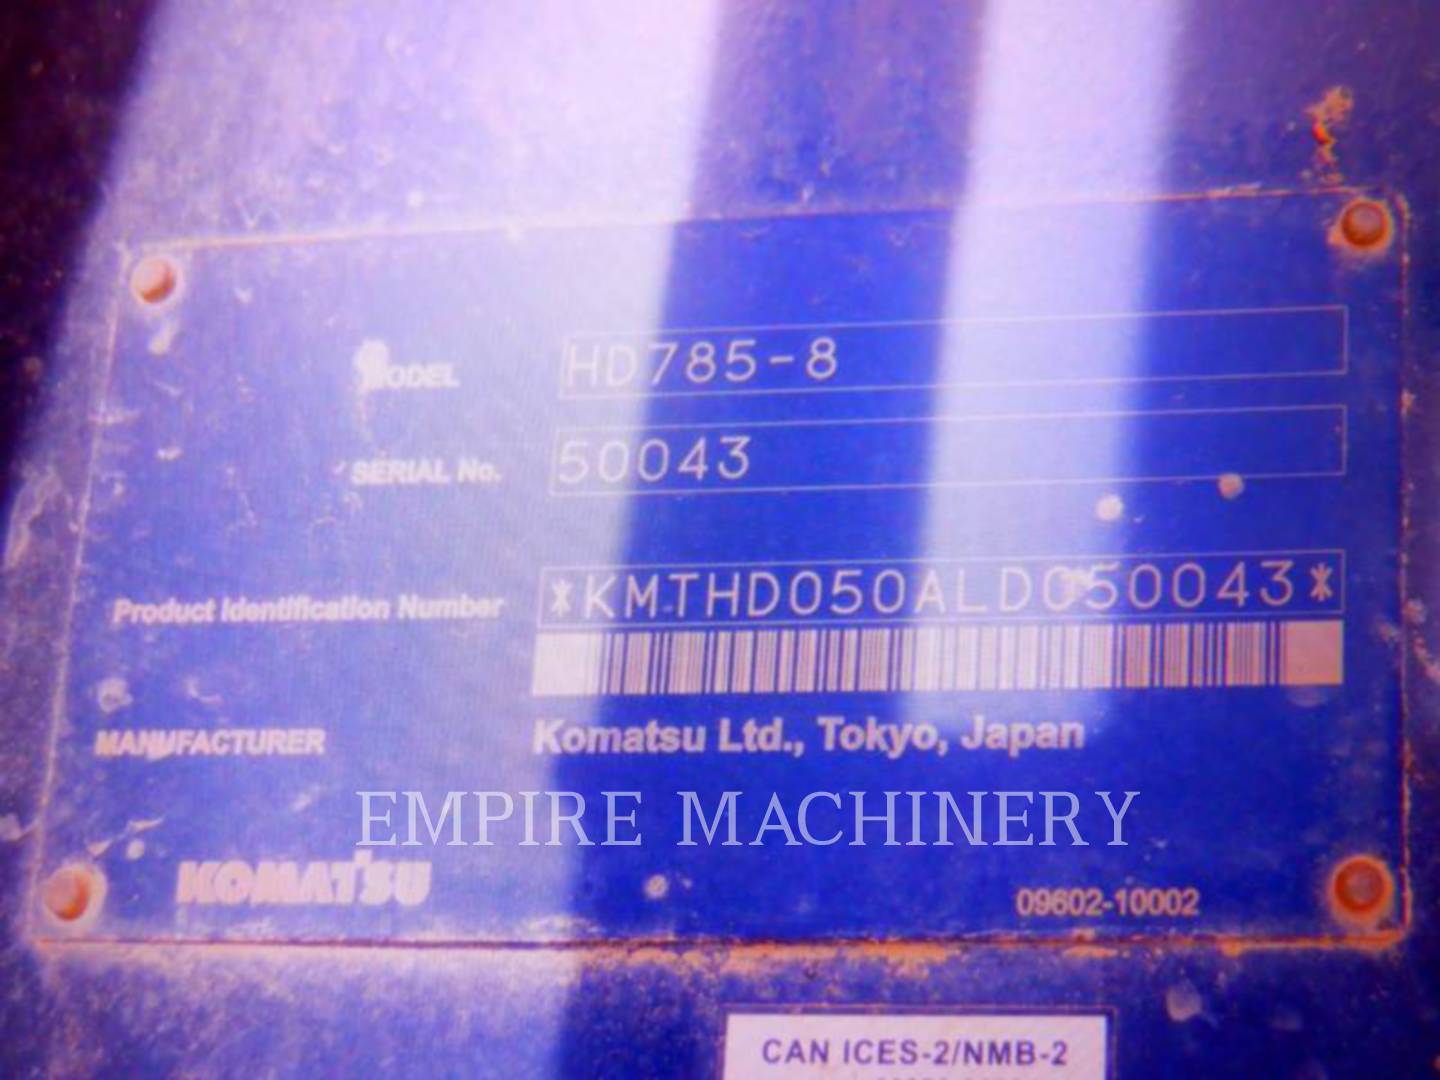 MODEL HD785-8
SERIAL No. 50043
Product Identification Number *KMTHD050ALD050043*
MANUFACTURER Komatsu Ltd., Tokyo, Japan
EMPIRE MACHINERY
KOMATSU 09602-10002
CAN ICES-2/NMB-2